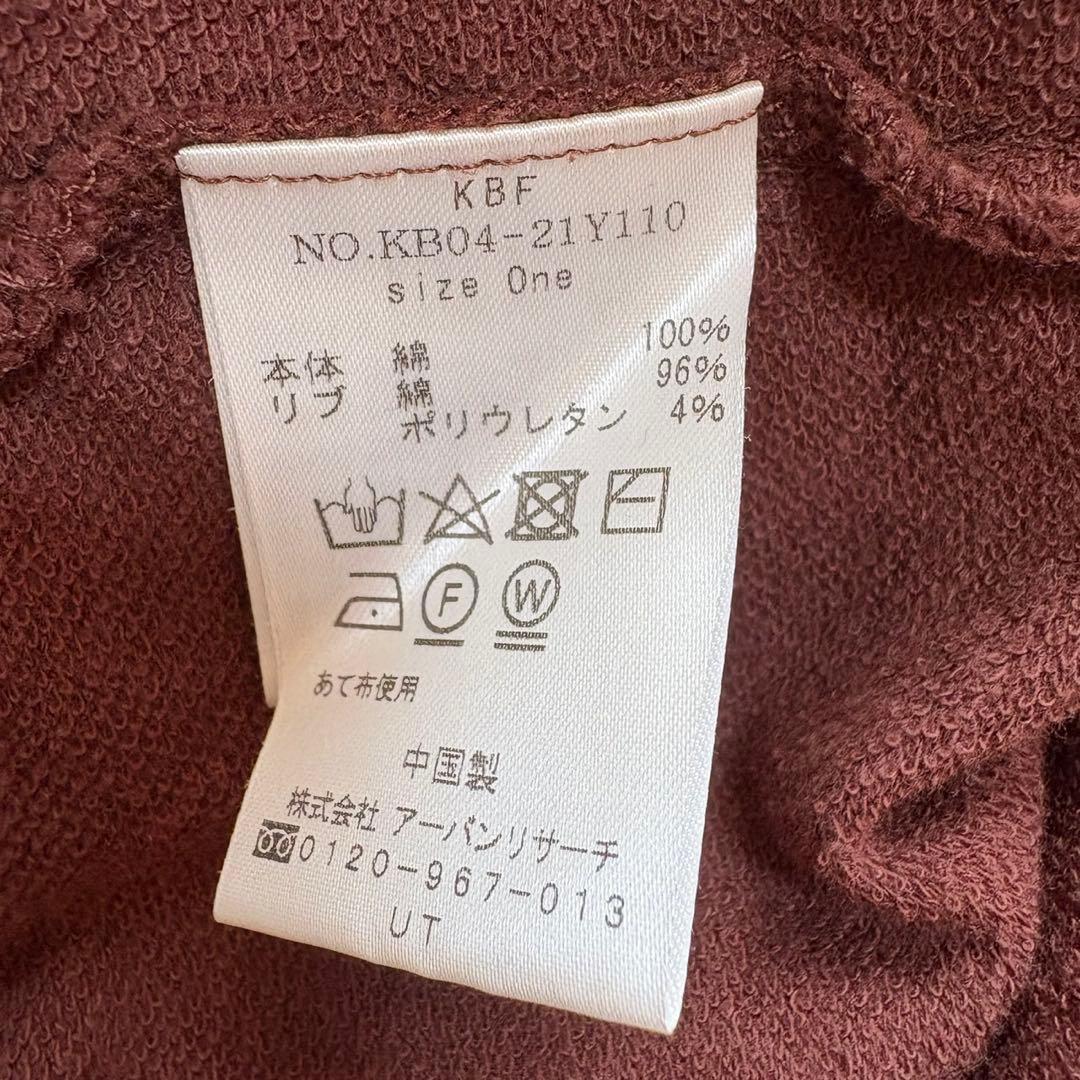 KBF
NO.KB04-21Y110
size One
本体 綿 100%
リブ 綿 96%
ポリウレタン 4%
F W
あて布使用
中国製
株式会社 アーバンリサーチ
0120-967-013
UT